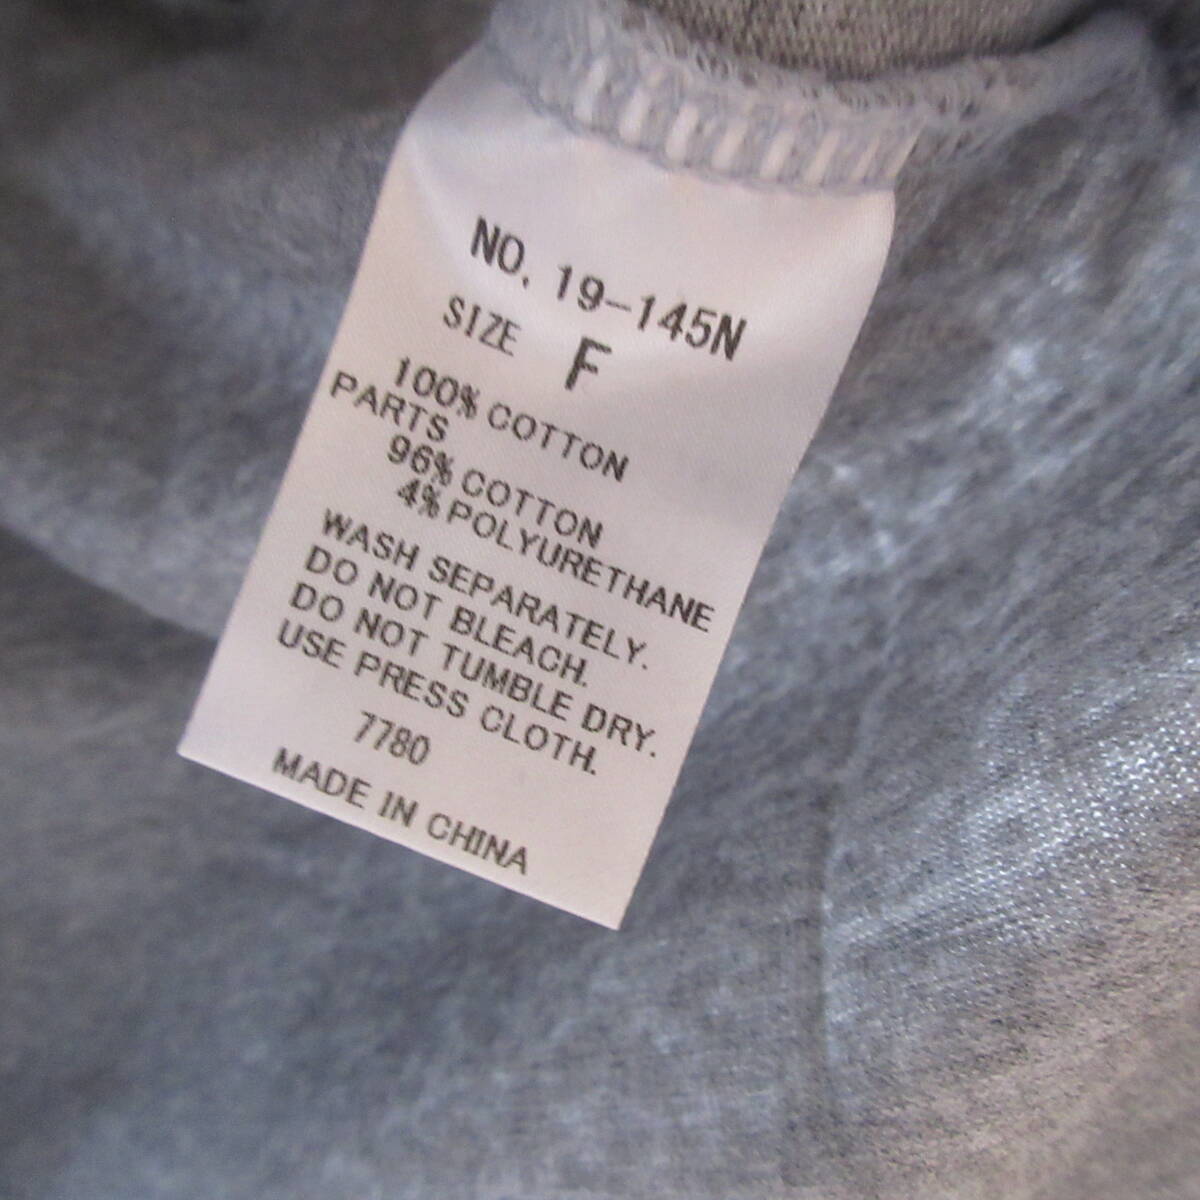 NO. 19-145N
SIZE F
100% COTTON
PARTS
96% COTTON
4% POLYURETHANE
WASH SEPARATELY.
DO NOT BLEACH.
DO NOT TUMBLE DRY.
USE PRESS CLOTH.
7780
MADE IN CHINA